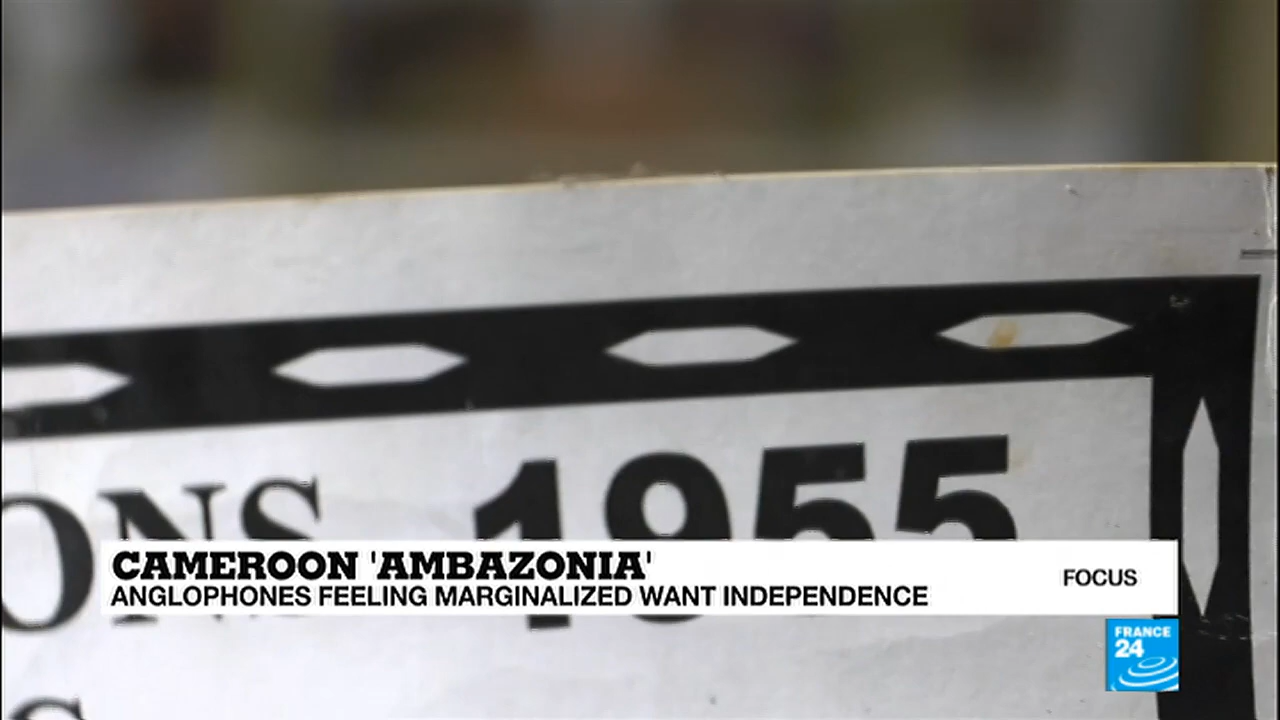 ONS 1955
CAMEROON 'AMBAZONIA'
ANGLOPHONES FEELING MARGINALIZED WANT INDEPENDENCE
FOCUS
FRANCE
24